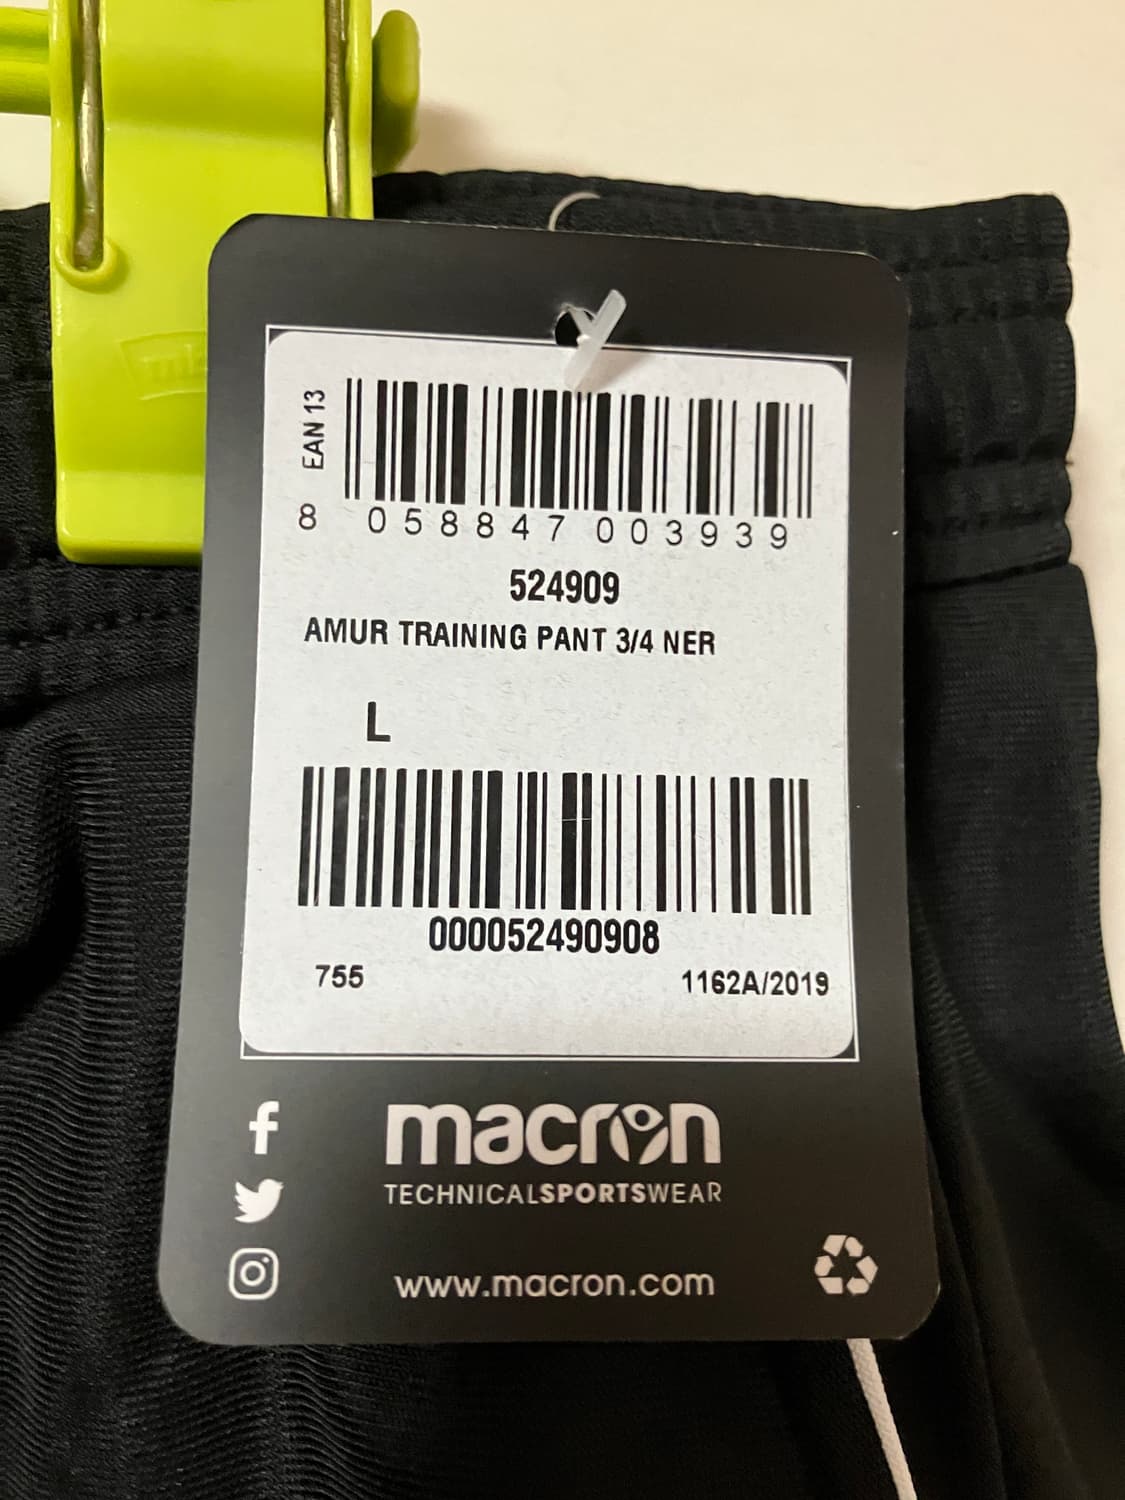 EAN 13
8 058847 003939
524909
AMUR TRAINING PANT 3/4 NER
L
000052490908
755 1162A/2019
macron
TECHNICALSPORTSWEAR
www.macron.com